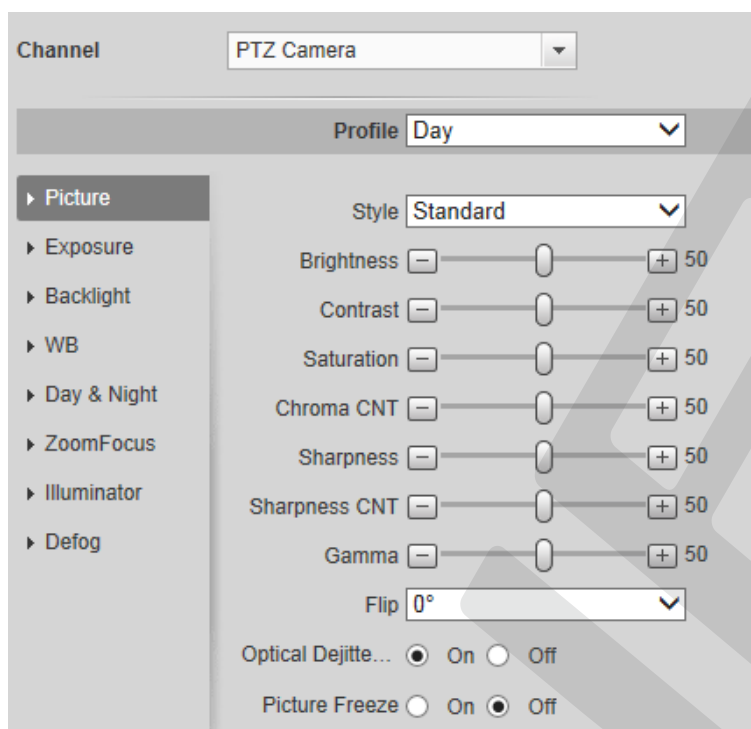 Channel PTZ Camera
Profile Day
Picture
Style Standard
Exposure
Brightness 50
Backlight
Contrast 50
WB
Saturation 50
Day & Night
Chroma CNT 50
ZoomFocus
Sharpness 50
Illuminator
Sharpness CNT 50
Defog
Gamma 50
Flip 0°
Optical Dejitte... On Off
Picture Freeze On Off